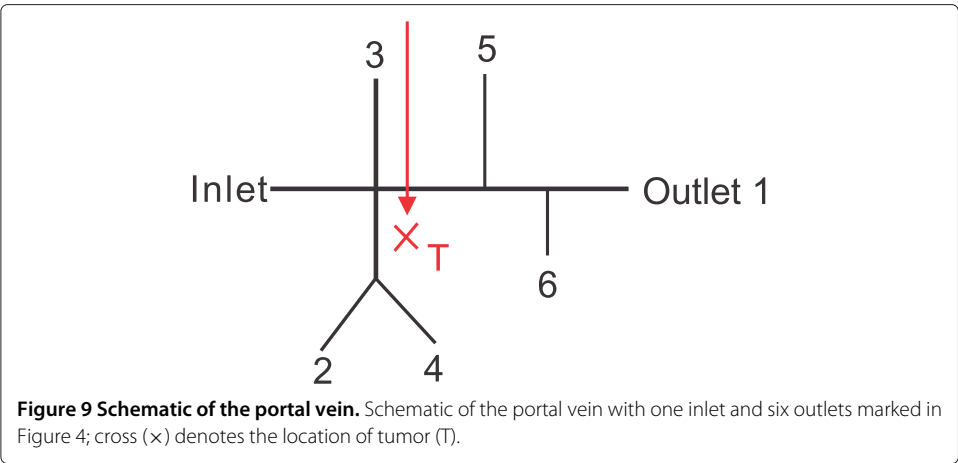 3
5
Inlet
Outlet 1
× T
6
2
4
Figure 9 Schematic of the portal vein. Schematic of the portal vein with one inlet and six outlets marked in
Figure 4; cross (×) denotes the location of tumor (T).